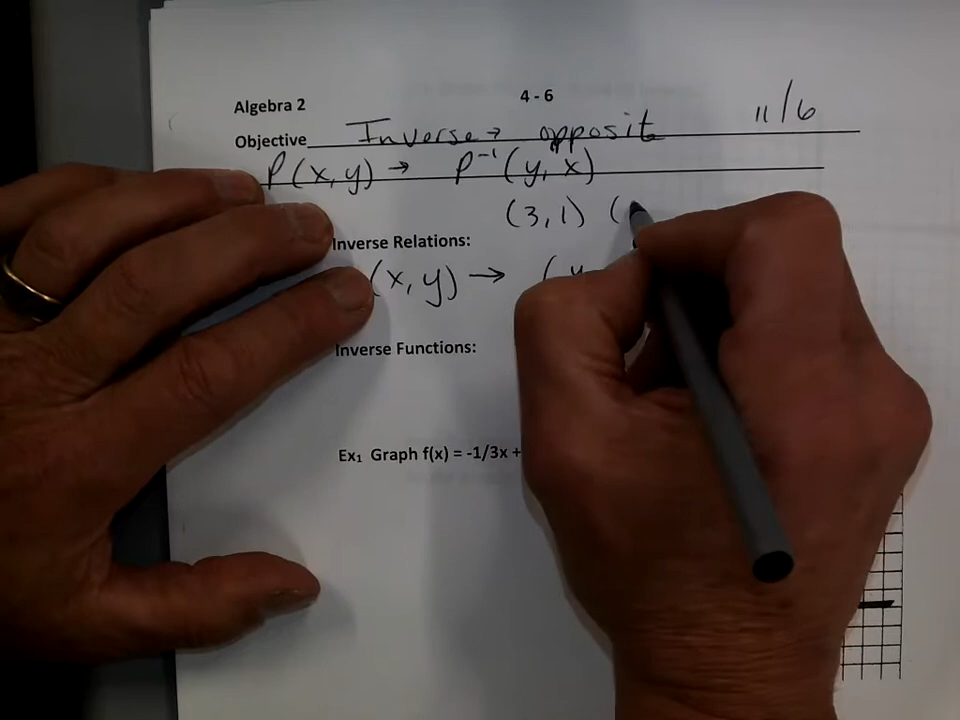 Algebra 2 4 - 6 11/6
Objective Inverse → opposit
P(x,y) → P⁻¹(y,x)
(3,1) (
Inverse Relations:
(x,y) → (y
Inverse Functions:
Ex₁ Graph f(x) = -1/3x +